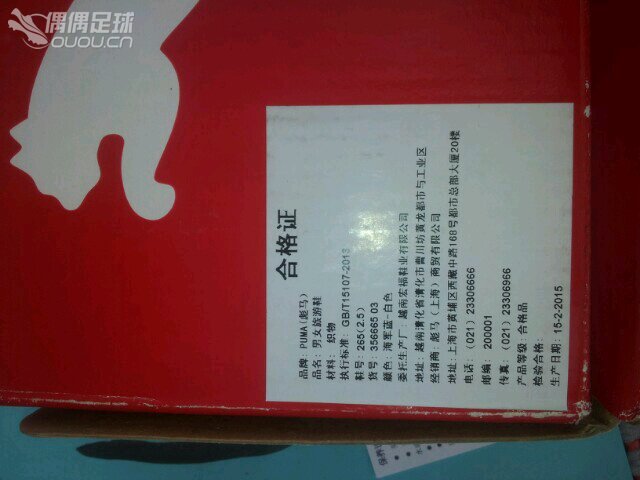 偶偶足球
ouou.cn
合格证
品牌: PUMA(彪马)
品名: 男女旅游鞋
材料: 织物
执行标准: GB/T15107-2013
鞋号: 265(2.5)
货号: 356665 03
颜色: 海军蓝-白色
委托生产厂: 越南宏福鞋业有限公司
地址: 越南清化省清化市曹川坊黄龙都市与工业区
经销商: 彪马(上海)商贸有限公司
地址: 上海市黄埔区西藏中路168号都市总部大厦20楼
电话: (021) 23306666
邮编: 200001
传真: (021) 23306966
产品等级 合格品
检验合格:
生产日期: 15-2-2015